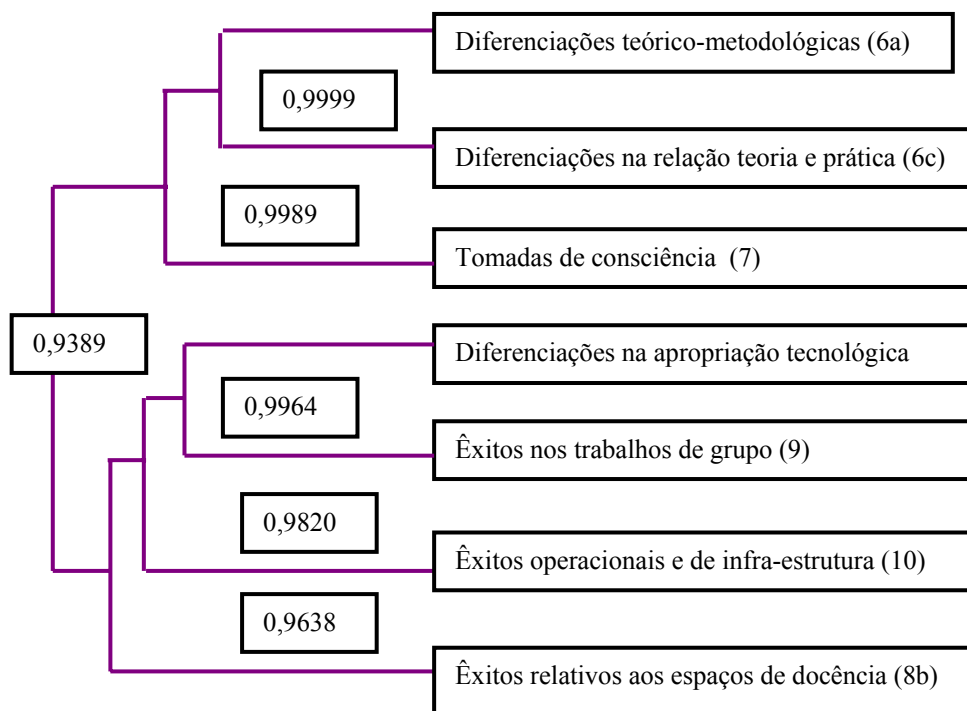 Diferenciações teórico-metodológicas (6a)
0,9999
Diferenciações na relação teoria e prática (6c)
0,9989
Tomadas de consciência (7)
0,9389
Diferenciações na apropriação tecnológica
0,9964
Êxitos nos trabalhos de grupo (9)
0,9820
Êxitos operacionais e de infra-estrutura (10)
0,9638
Êxitos relativos aos espaços de docência (8b)